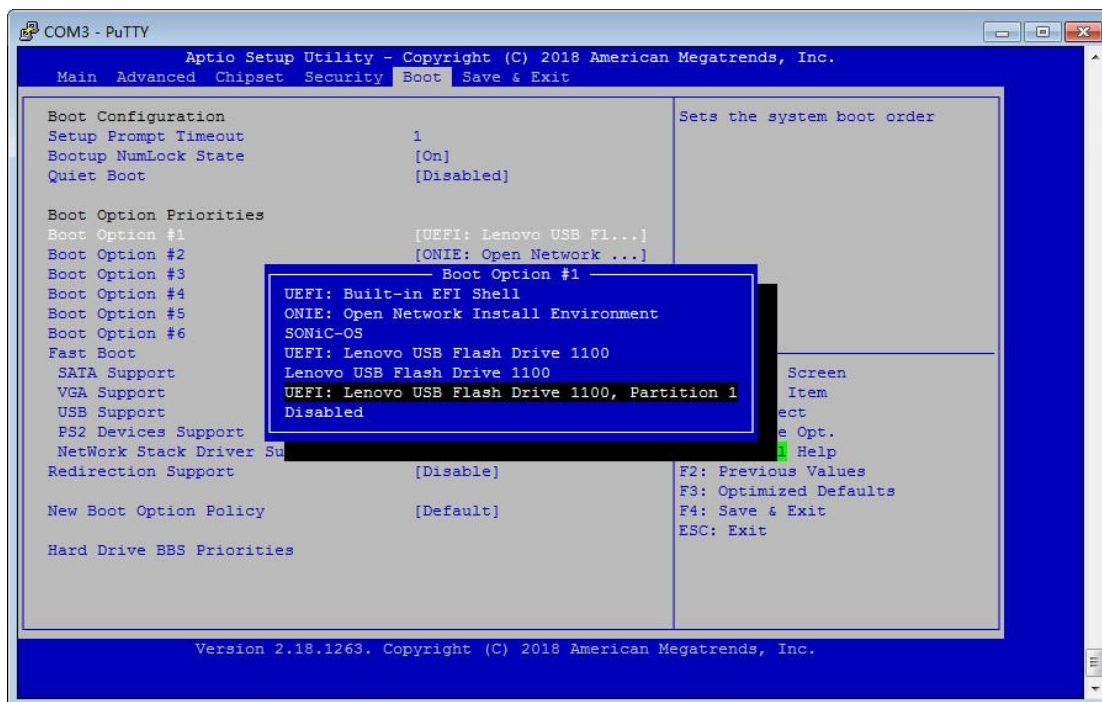 COM3 - PuTTY
Aptio Setup Utility - Copyright (C) 2018 American Megatrends, Inc.
Main Advanced Chipset Security Boot Save & Exit
Boot Configuration
Setup Prompt Timeout 1
Bootup NumLock State [On]
Quiet Boot [Disabled]
Boot Option Priorities
Boot Option #1 [UEFI: Lenovo USB Fl...]
Boot Option #2 [ONIE: Open Network ...]
Boot Option #3
Boot Option #4
Boot Option #5
Boot Option #6
Fast Boot
SATA Support
VGA Support
USB Support
PS2 Devices Support
NetWork Stack Driver Su
Redirection Support [Disable]
New Boot Option Policy [Default]
Hard Drive BBS Priorities
Boot Option #1
UEFI: Built-in EFI Shell
ONIE: Open Network Install Environment
SONiC-OS
UEFI: Lenovo USB Flash Drive 1100
Lenovo USB Flash Drive 1100
UEFI: Lenovo USB Flash Drive 1100, Partition 1
Disabled
Sets the system boot order
Screen
Item
ect
e Opt.
l Help
F2: Previous Values
F3: Optimized Defaults
F4: Save & Exit
ESC: Exit
Version 2.18.1263. Copyright (C) 2018 American Megatrends, Inc.